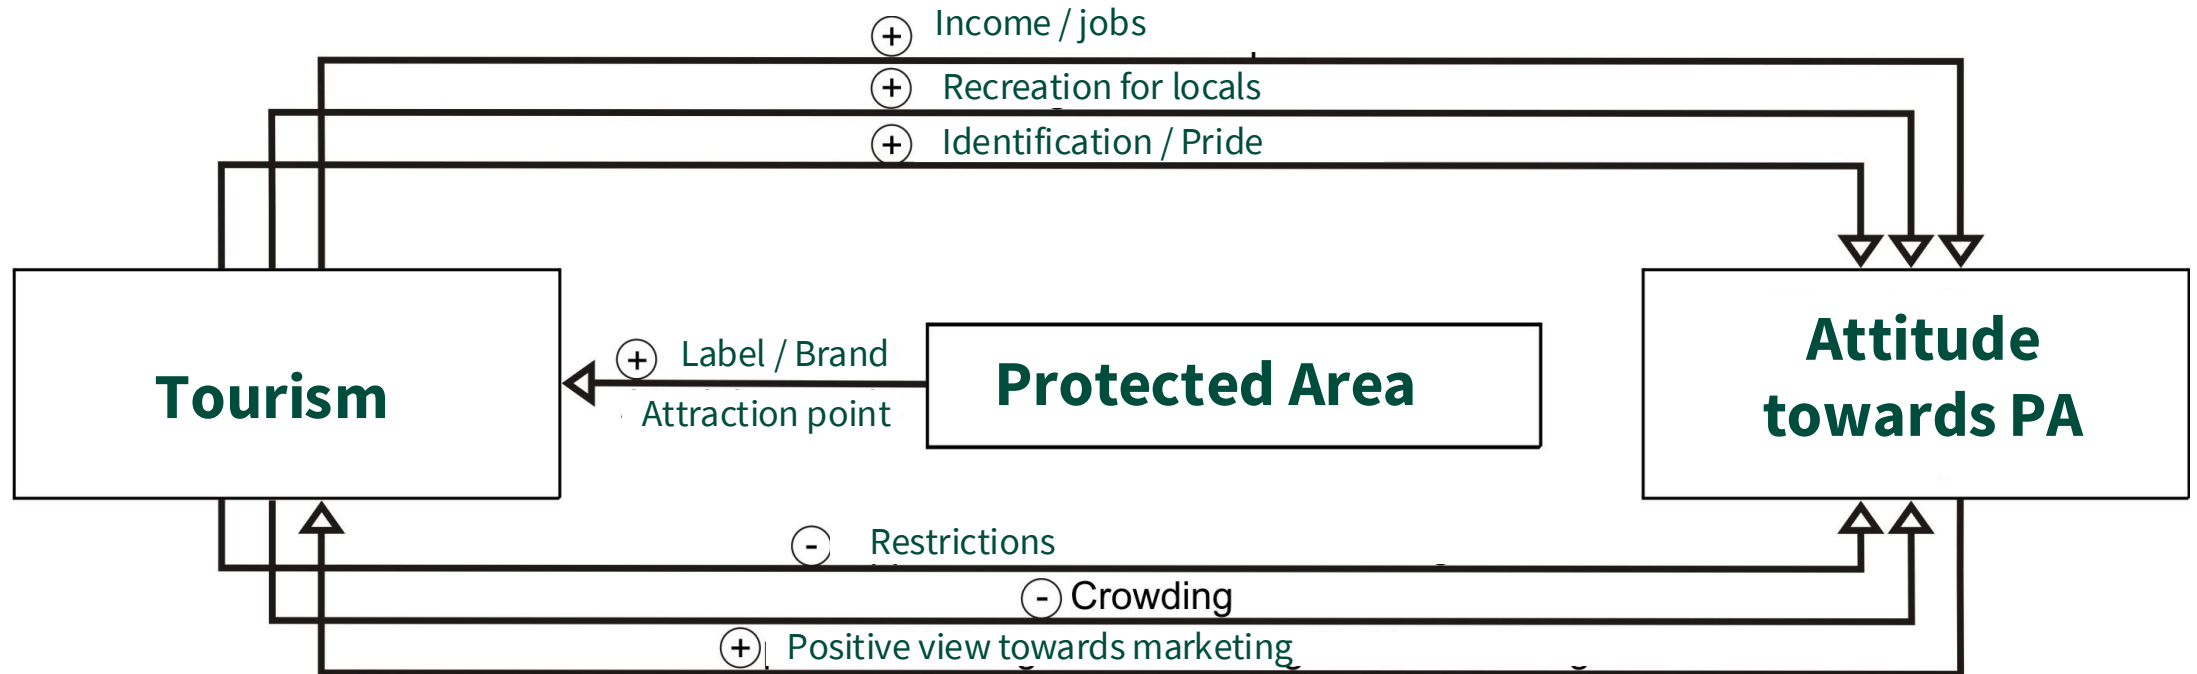 + Income / jobs
+ Recreation for locals
+ Identification / Pride
Tourism
+ Label / Brand
Attraction point
Protected Area
Attitude
towards PA
- Restrictions
- Crowding
+ Positive view towards marketing